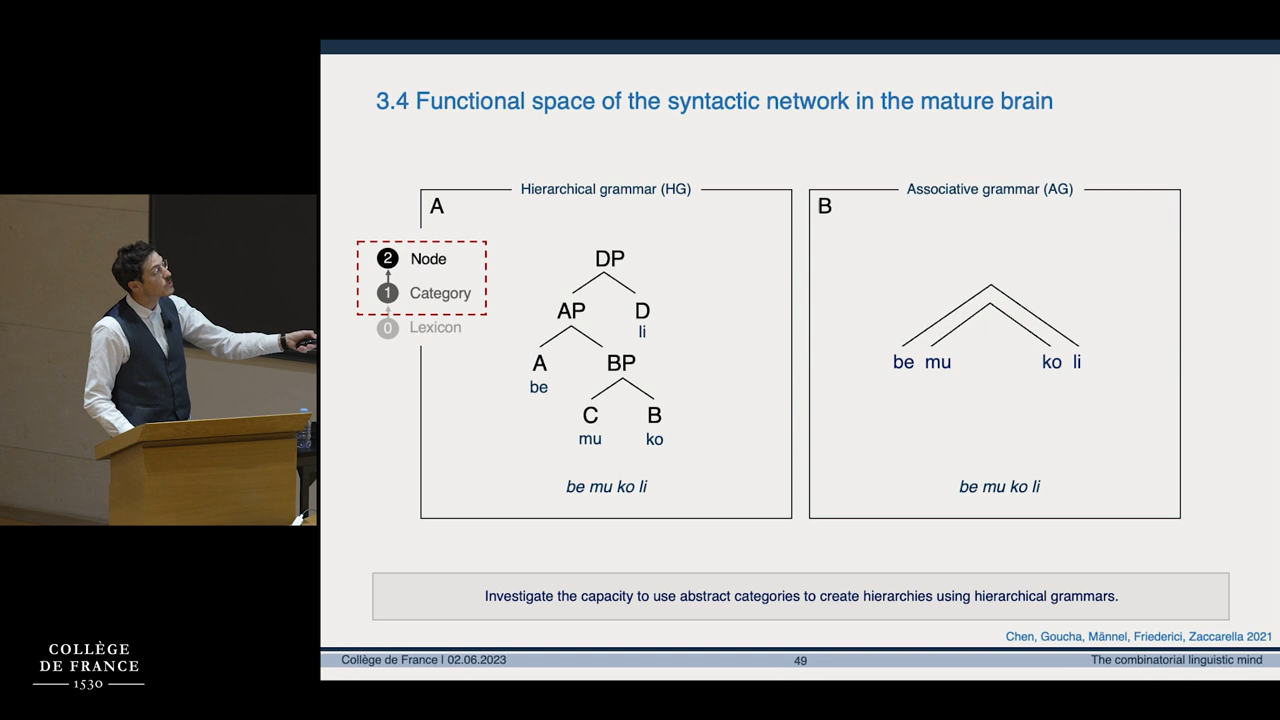 3.4 Functional space of the syntactic network in the mature brain
Hierarchical grammar (HG)
A
2 Node
1 Category
0 Lexicon
DP
AP D
li
A BP
be
C B
mu ko
be mu ko li
Associative grammar (AG)
B
be mu ko li
be mu ko li
Investigate the capacity to use abstract categories to create hierarchies using hierarchical grammars.
Chen, Goucha, Männel, Friederici, Zaccarella 2021
Collège de France I 02.06.2023 49 The combinatorial linguistic mind
COLLÈGE
DE FRANCE
1530